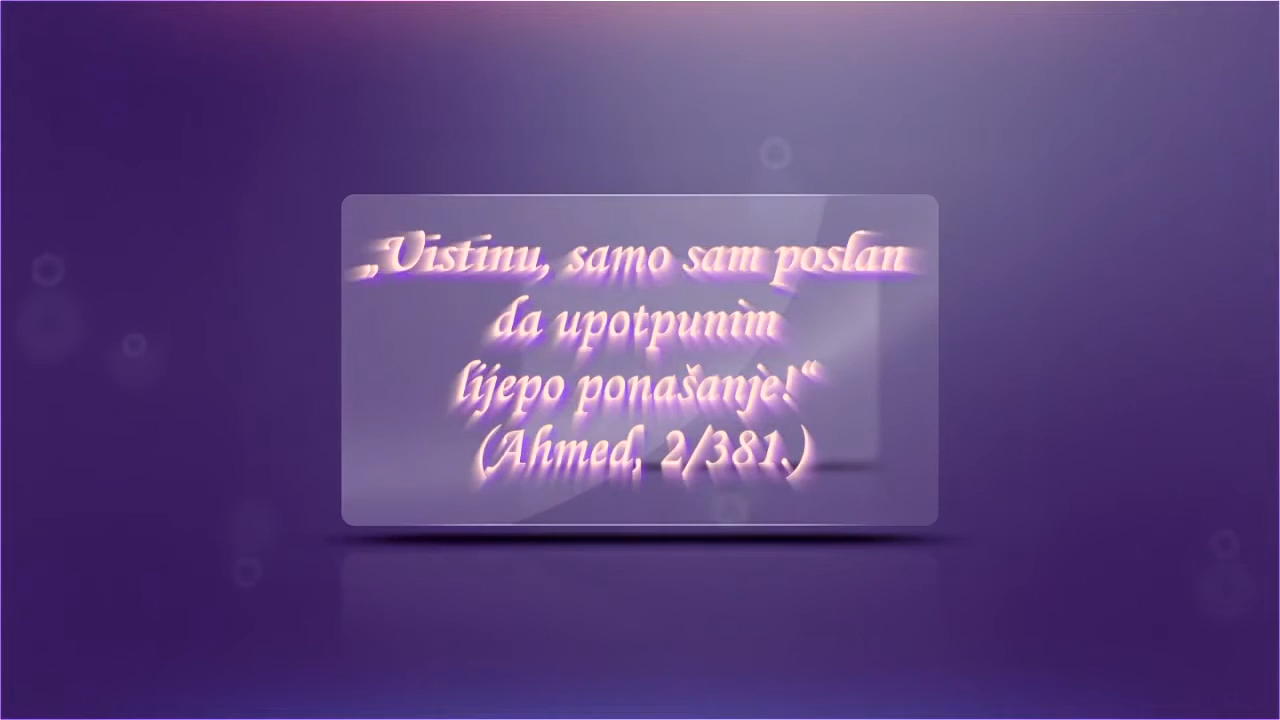 „Uistinu, samo sam poslan
da upotpunim
lijepo ponašanje!“
(Ahmed, 2/381.)